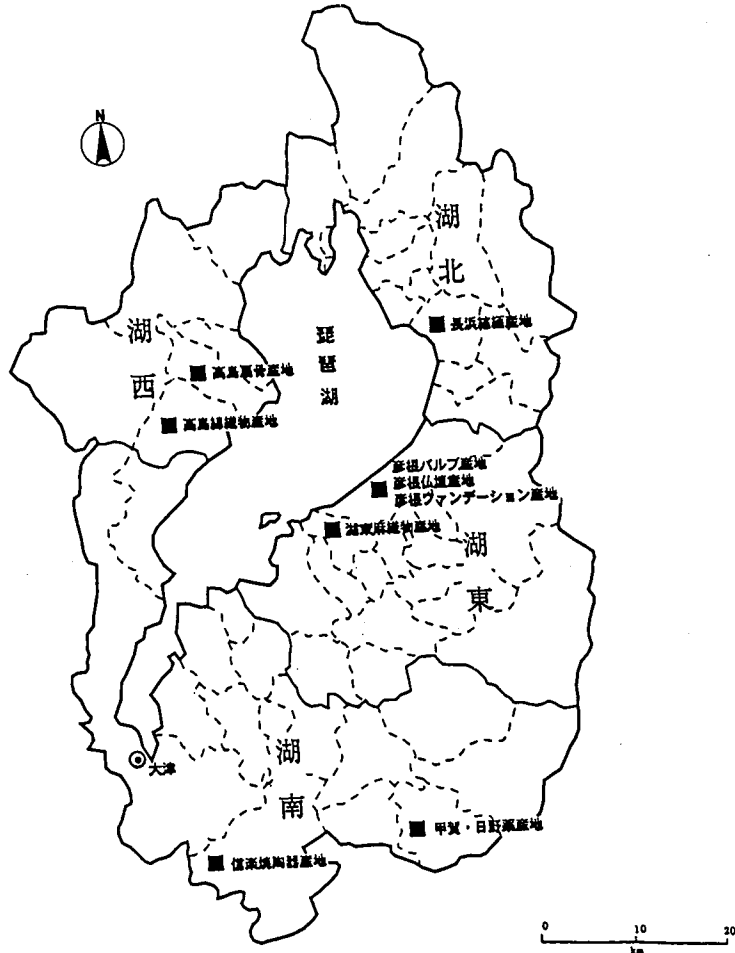 N
湖北
長浜縮緬産地
湖西
琵琶湖
高島扇骨産地
高島綿織物産地
彦根バルブ産地
彦根仏壇産地
彦根ファンデーション産地
湖東麻織物産地
湖東
湖南
大津
甲賀・日野薬産地
信楽焼陶器産地
0 10 20
km